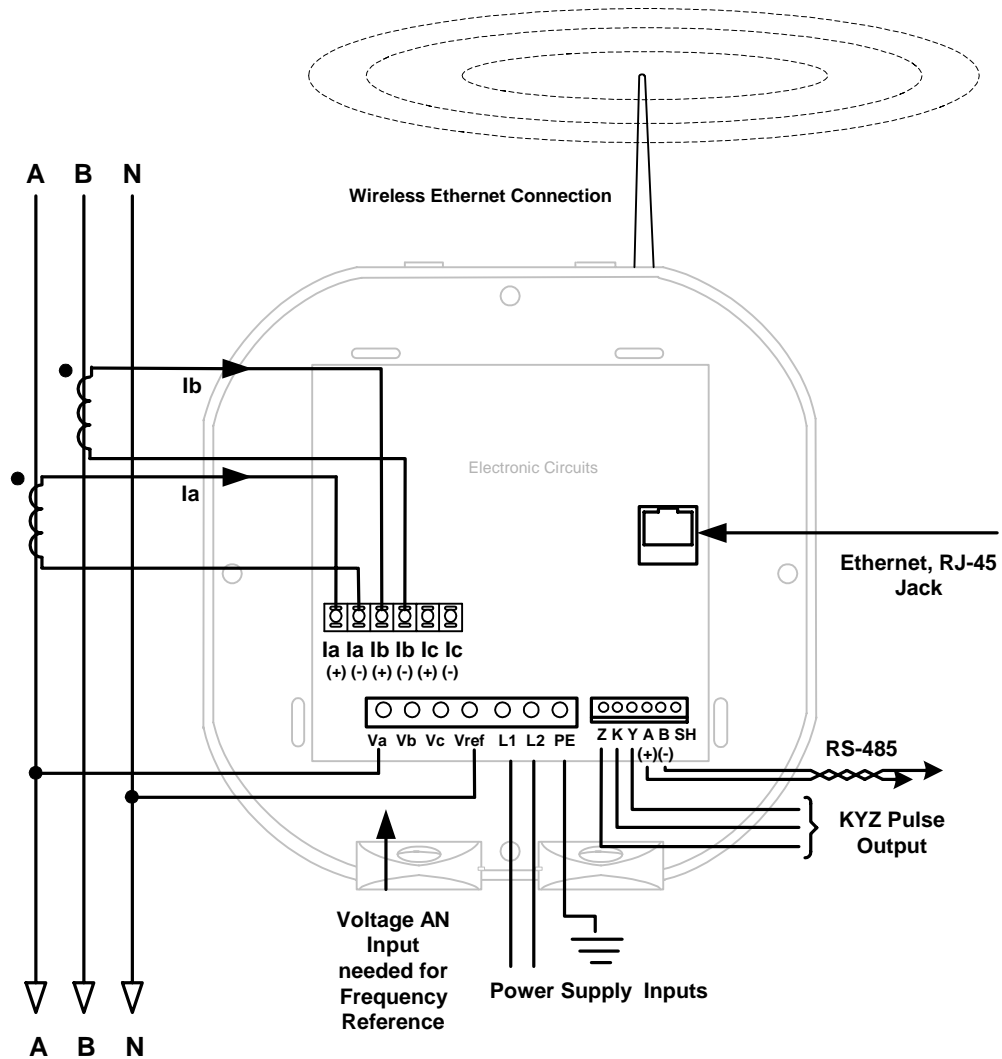 A B N
Wireless Ethernet Connection
Ib
Electronic Circuits
Ia
Ethernet, RJ-45
Jack
Ia Ia Ib Ib Ic Ic
(+) (-) (+) (-) (+) (-)
Va Vb Vc Vref L1 L2 PE
Z K Y A B SH
(+) (-)
RS-485
KYZ Pulse
Output
Voltage AN
Input
needed for
Frequency
Reference
Power Supply Inputs
A B N